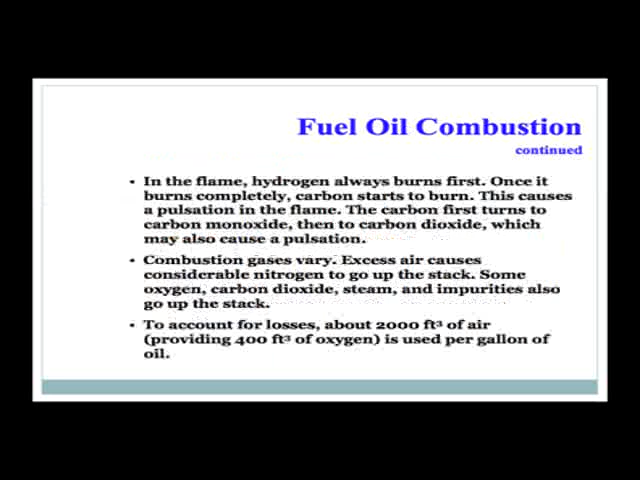 Fuel Oil Combustion
continued
• In the flame, hydrogen always burns first. Once it
burns completely, carbon starts to burn. This causes
a pulsation in the flame. The carbon first turns to
carbon monoxide, then to carbon dioxide, which
may also cause a pulsation.
• Combustion gases vary. Excess air causes
considerable nitrogen to go up the stack. Some
oxygen, carbon dioxide, steam, and impurities also
go up the stack.
• To account for losses, about 2000 ft³ of air
(providing 400 ft³ of oxygen) is used per gallon of
oil.